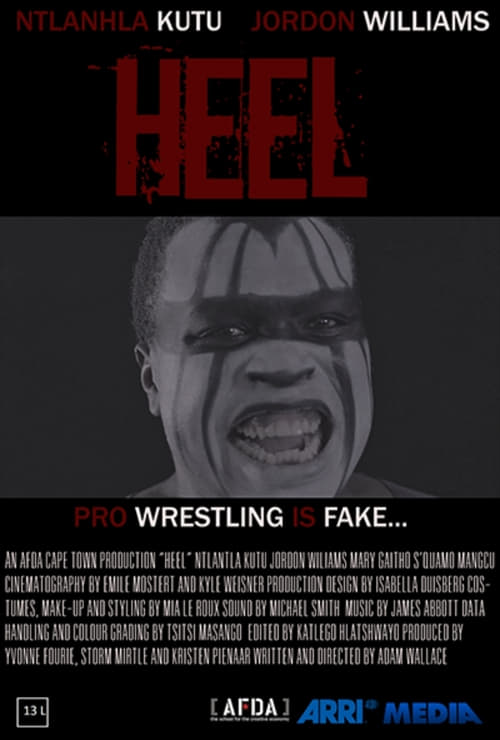 NTLANHLA KUTU JORDON WILLIAMS
HEEL
PRO WRESTLING IS FAKE...
AN AFDA CAPE TOWN PRODUCTION "HEEL" NTLANTLA KUTU JORDON WILIAMS MARY GAITHO S'QUAMO MANGCU
CINEMATOGRAPHY BY EMILE MOSTERT AND KYLE WEISNER PRODUCTION DESIGN BY ISABELLA DUISBERG COS-
TUMES, MAKE-UP AND STYLING BY MIA LE ROUX SOUND BY MICHAEL SMITH MUSIC BY JAMES ABBOTT DATA
HANDLING AND COLOUR GRADING BY TSITSI MASANGO EDITED BY KATLEGO HLATSHWAYO PRODUCED BY
YVONNE FOURIE, STORM MIRTLE AND KRISTEN PIENAAR WRITTEN AND DIRECTED BY ADAM WALLACE
13 L
[AFDA]
the school for the creative economy
ARRI MEDIA